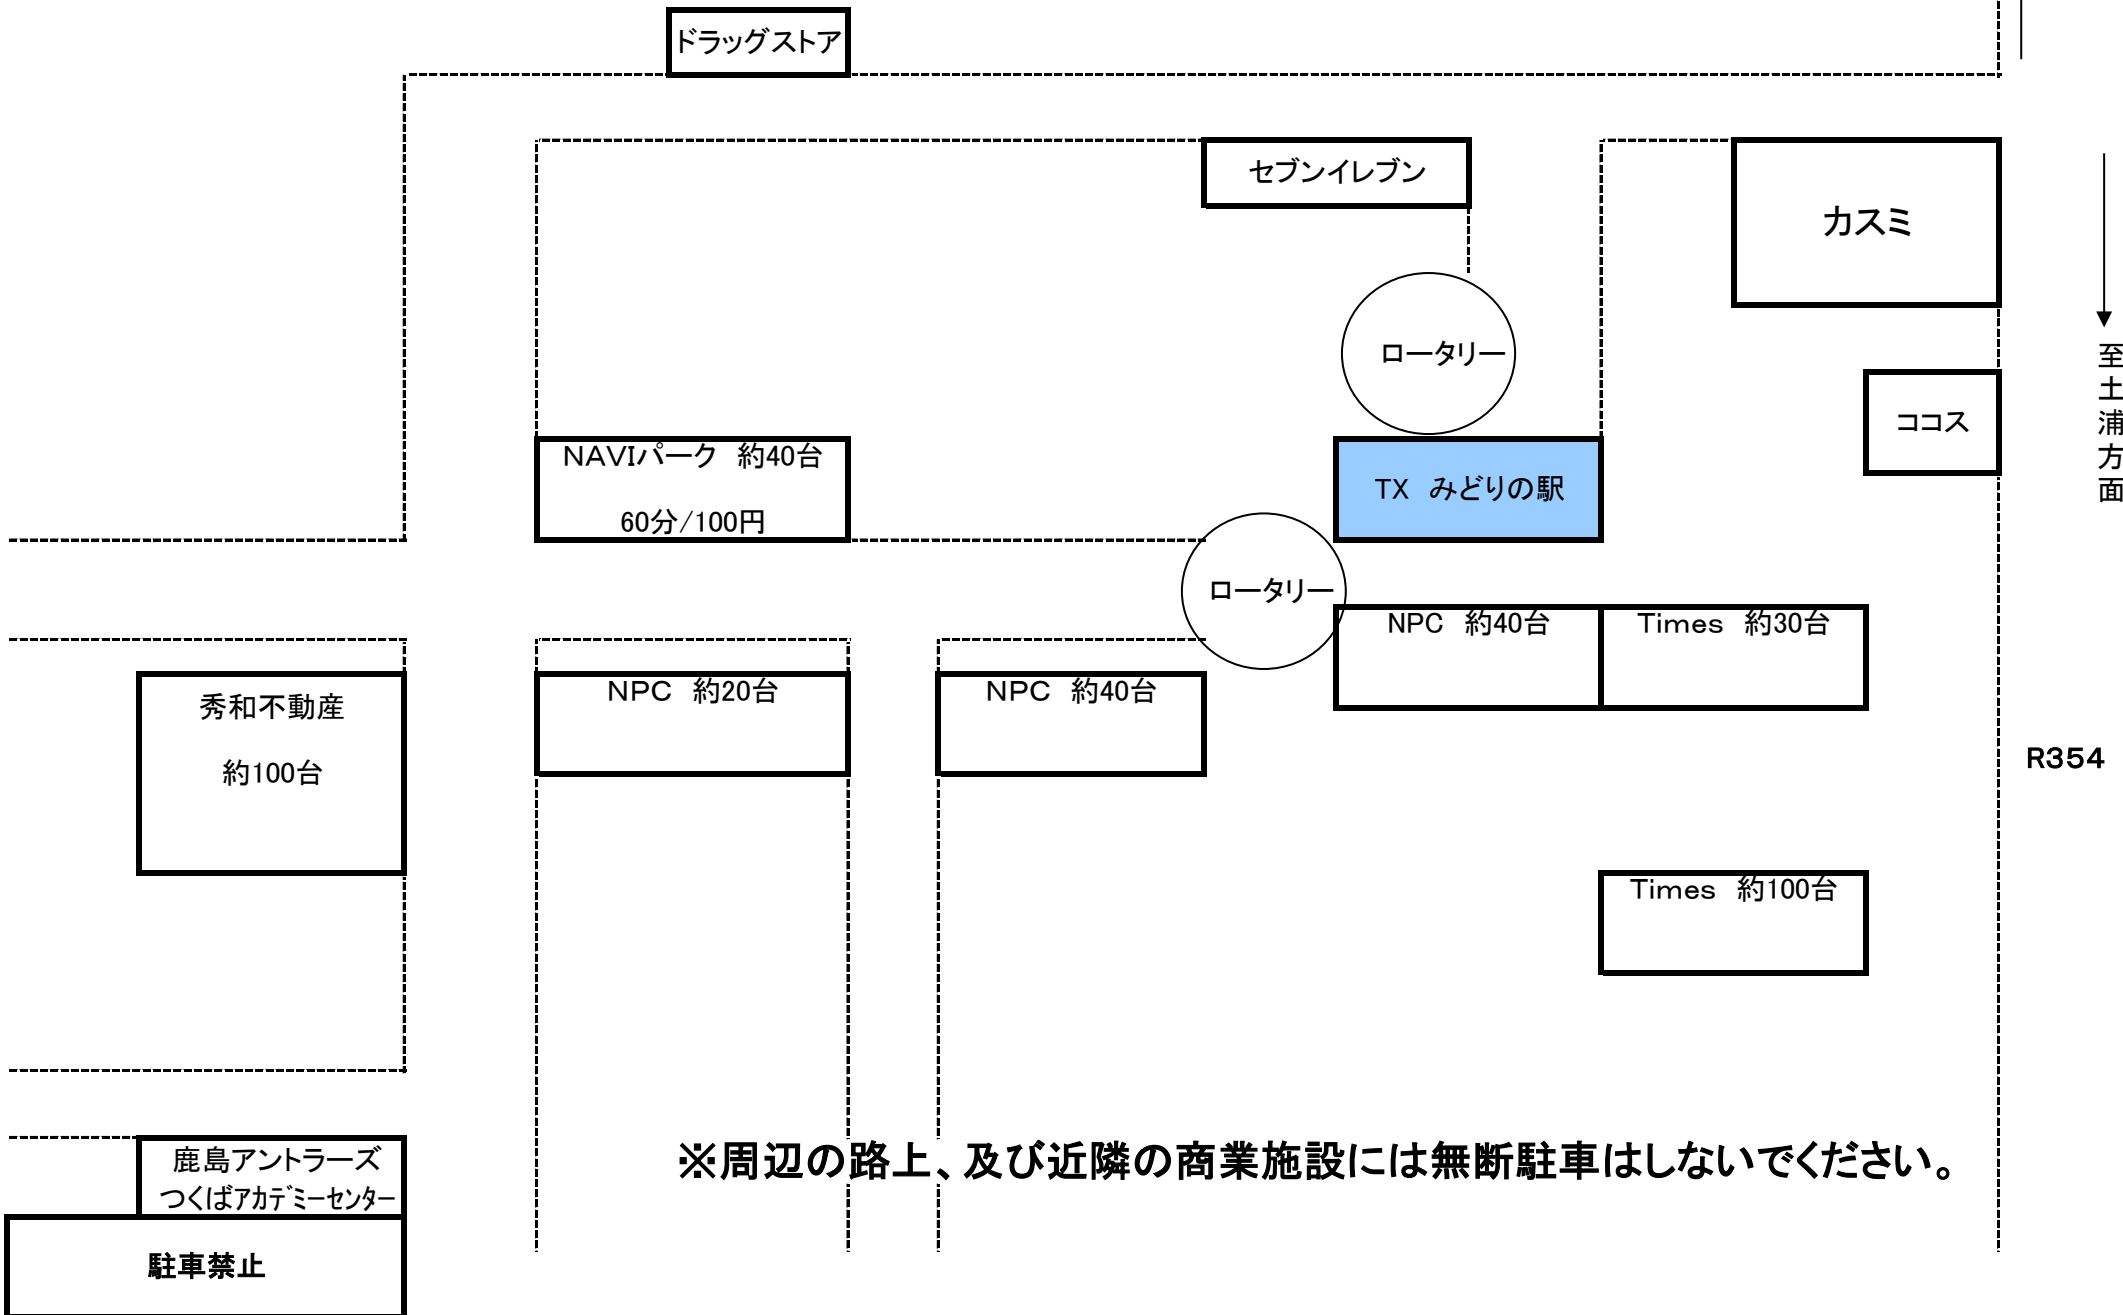 ドラッグストア
セブンイレブン
カスミ
ロータリー
至土浦方面
ココス
NAVIパーク　約40台
60分/100円
TX　みどりの駅
ロータリー
NPC　約40台
Times　約30台
秀和不動産
約100台
NPC　約20台
NPC　約40台
R354
Times　約100台
※周辺の路上、及び近隣の商業施設には無断駐車はしないでください。
鹿島アントラーズ
つくばｱｶﾃﾞﾐｰｾﾝﾀｰ
駐車禁止